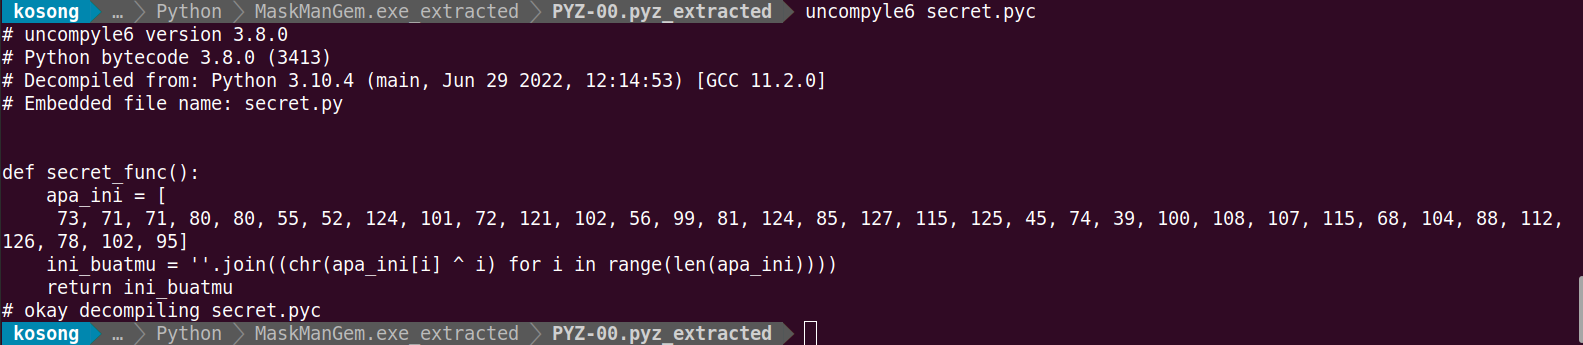 kosong … Python MaskManGem.exe_extracted PYZ-00.pyz_extracted uncompyle6 secret.pyc
# uncompyle6 version 3.8.0
# Python bytecode 3.8.0 (3413)
# Decompiled from: Python 3.10.4 (main, Jun 29 2022, 12:14:53) [GCC 11.2.0]
# Embedded file name: secret.py
def secret_func():
    apa_ini = [
     73, 71, 71, 80, 80, 55, 52, 124, 101, 72, 121, 102, 56, 99, 81, 124, 85, 127, 115, 125, 45, 74, 39, 100, 108, 107, 115, 68, 104, 88, 112,
126, 78, 102, 95]
    ini_buatmu = ''.join((chr(apa_ini[i] ^ i) for i in range(len(apa_ini))))
    return ini_buatmu
# okay decompiling secret.pyc
kosong … Python MaskManGem.exe_extracted PYZ-00.pyz_extracted